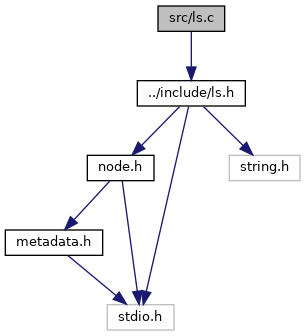 src/ls.c
../include/ls.h
node.h
string.h
metadata.h
stdio.h